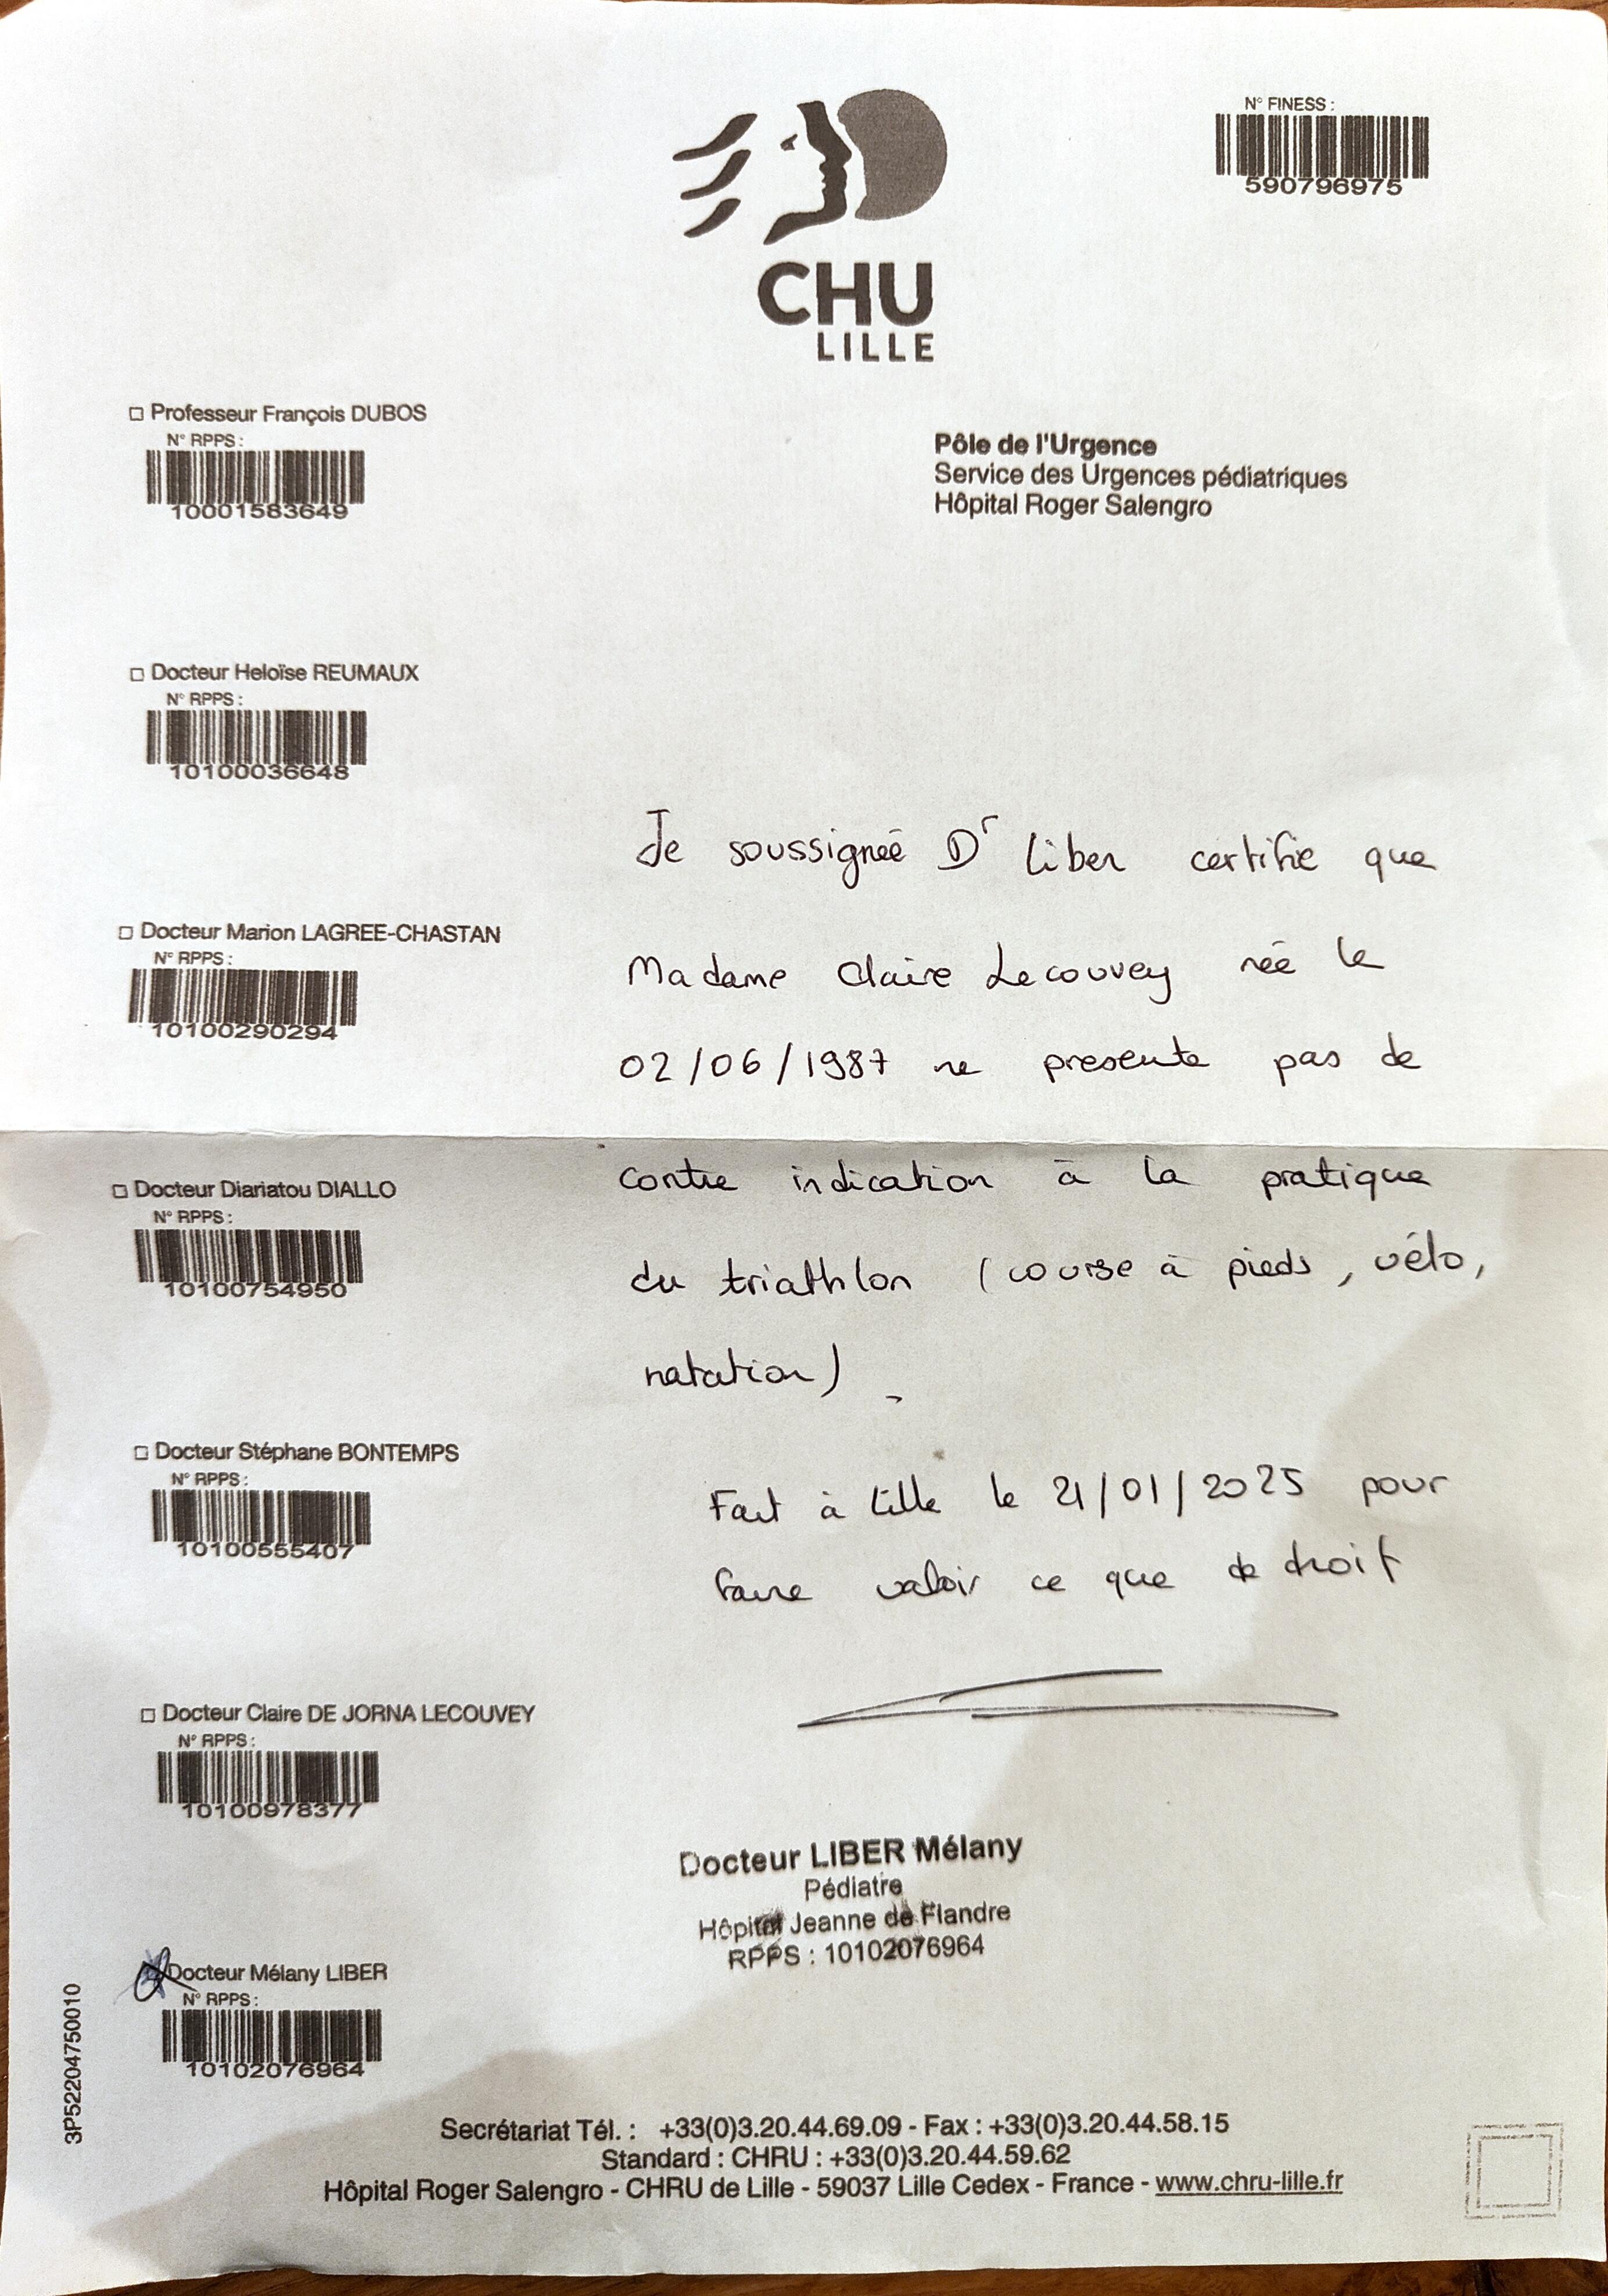 N° FINESS :
590796975
CHU
LILLE
□ Professeur François DUBOS
N° RPPS :
10001583649
Pôle de l'Urgence
Service des Urgences pédiatriques
Hôpital Roger Salengro
□ Docteur Heloïse REUMAUX
N° RPPS :
10100036648
□ Docteur Marion LAGREE-CHASTAN
N° RPPS :
10100290294
□ Docteur Diariatou DIALLO
N° RPPS :
10100754950
□ Docteur Stéphane BONTEMPS
N° RPPS :
10100555407
□ Docteur Claire DE JORNA LECOUVEY
N° RPPS :
10100978377
Docteur Mélany LIBER
N° RPPS :
10102076964
Je soussignée Dr Liber certifie que
Madame Claire Lecouvey née le
02/06/1987 ne presente pas de
contre indication à la pratique
du triathlon (course à pieds, vélo,
natation)
Fait à Lille le 21/01/2025 pour
faire valoir ce que de droit
Docteur LIBER Mélany
Pédiatre
Hôpital Jeanne de Flandre
RPPS : 10102076964
3P52204750010
Secrétariat Tél. : +33(0)3.20.44.69.09 - Fax : +33(0)3.20.44.58.15
Standard : CHRU : +33(0)3.20.44.59.62
Hôpital Roger Salengro - CHRU de Lille - 59037 Lille Cedex - France - www.chru-lille.fr